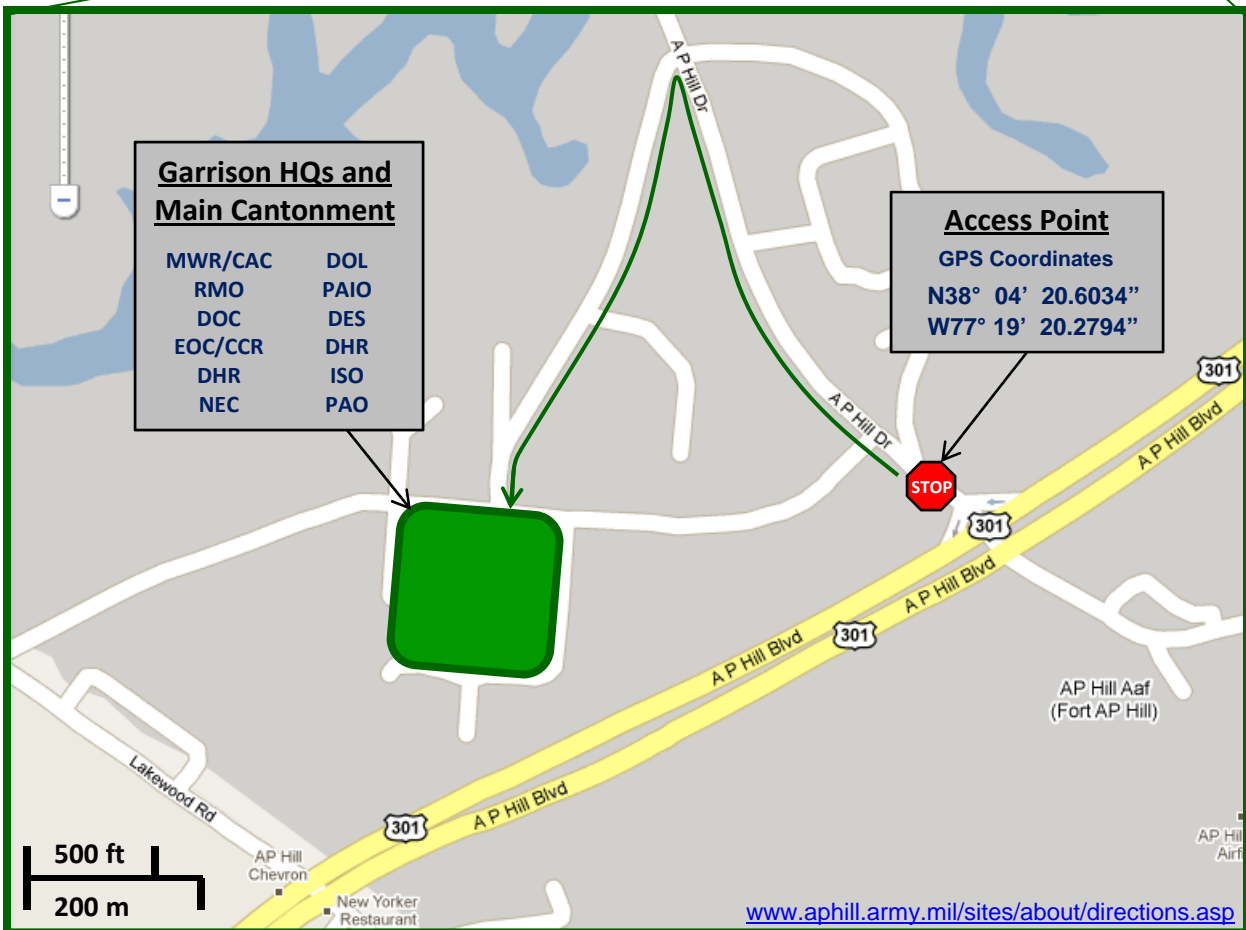 A P Hill Dr
Garrison HQs and
Main Cantonment
MWR/CAC DOL
RMO PAIO
DOC DES
EOC/CCR DHR
DHR ISO
NEC PAO
Access Point
GPS Coordinates
N38° 04’ 20.6034”
W77° 19’ 20.2794”
301
A P Hill Blvd
A P Hill Dr
STOP
301
A P Hill Blvd
301
A P Hill Blvd
AP Hill Aaf
(Fort AP Hill)
Lakewood Rd
A P Hill Blvd
301
500 ft
200 m
AP Hill
Chevron
New Yorker
Restaurant
AP Hil
Airf
www.aphill.army.mil/sites/about/directions.asp